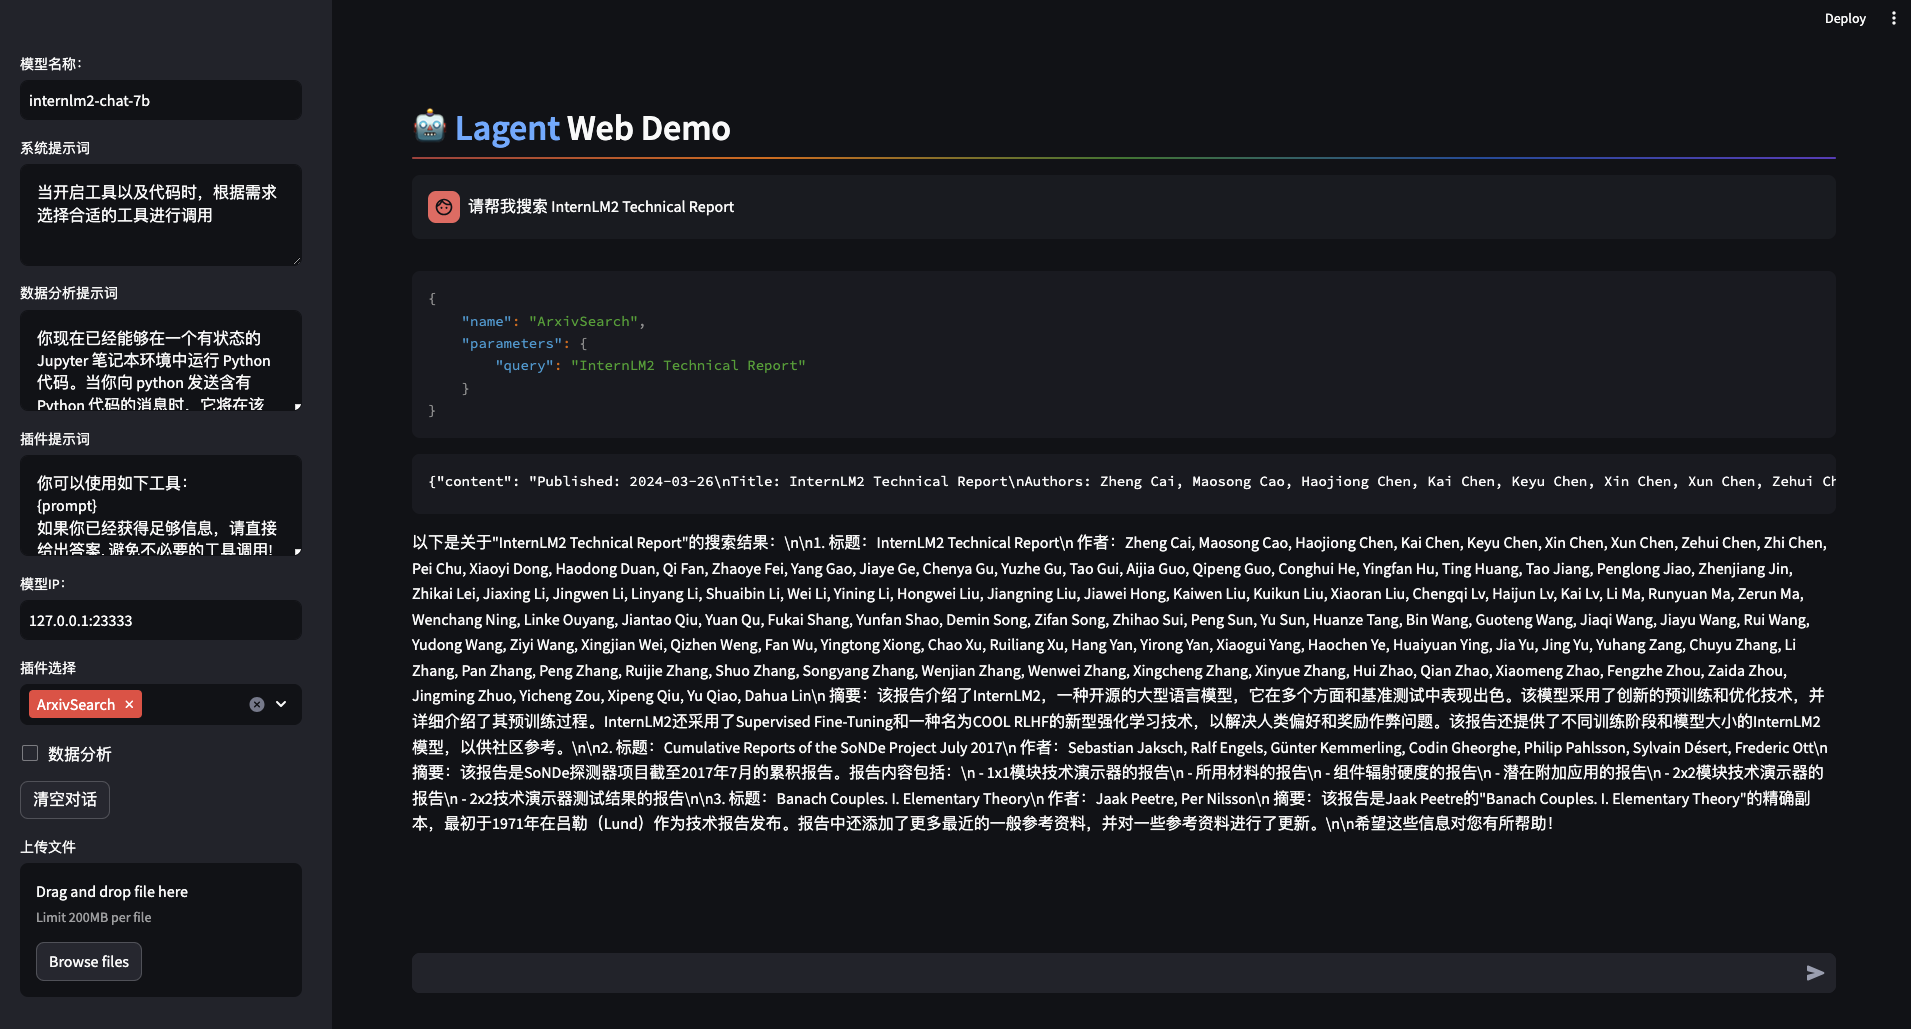 Deploy
模型名称：
internlm2-chat-7b
系统提示词
当开启工具以及代码时，根据需求
选择合适的工具进行调用
数据分析提示词
你现在已经能够在一个有状态的
Jupyter 笔记本环境中运行 Python
代码。当你向 python 发送含有
Python 代码的消息时，它将在该
插件提示词
你可以使用如下工具：
{prompt}
如果你已经获得足够信息，请直接
给出答案. 避免不必要的工具调用!
模型IP：
127.0.0.1:23333
插件选择
ArxivSearch
数据分析
清空对话
上传文件
Drag and drop file here
Limit 200MB per file
Browse files
Lagent Web Demo
请帮我搜索 InternLM2 Technical Report
{
"name": "ArxivSearch",
"parameters": {
"query": "InternLM2 Technical Report"
}
}
{"content": "Published: 2024-03-26\nTitle: InternLM2 Technical Report\nAuthors: Zheng Cai, Maosong Cao, Haojiong Chen, Kai Chen, Keyu Chen, Xin Chen, Xun Chen, Zehui Ch
以下是关于"InternLM2 Technical Report"的搜索结果：\n\n1. 标题：InternLM2 Technical Report\n 作者：Zheng Cai, Maosong Cao, Haojiong Chen, Kai Chen, Keyu Chen, Xin Chen, Xun Chen, Zehui Chen, Zhi Chen,
Pei Chu, Xiaoyi Dong, Haodong Duan, Qi Fan, Zhaoye Fei, Yang Gao, Jiaye Ge, Chenya Gu, Yuzhe Gu, Tao Gui, Aijia Guo, Qipeng Guo, Conghui He, Yingfan Hu, Ting Huang, Tao Jiang, Penglong Jiao, Zhenjiang Jin,
Zhikai Lei, Jiaxing Li, Jingwen Li, Linyang Li, Shuaibin Li, Wei Li, Yining Li, Hongwei Liu, Jiangning Liu, Jiawei Hong, Kaiwen Liu, Kuikun Liu, Xiaoran Liu, Chengqi Lv, Haijun Lv, Kai Lv, Li Ma, Runyuan Ma, Zerun Ma,
Wenchang Ning, Linke Ouyang, Jiantao Qiu, Yuan Qu, Fukai Shang, Yunfan Shao, Demin Song, Zifan Song, Zhihao Sui, Peng Sun, Yu Sun, Huanze Tang, Bin Wang, Guoteng Wang, Jiaqi Wang, Jiayu Wang, Rui Wang,
Yudong Wang, Ziyi Wang, Xingjian Wei, Qizhen Weng, Fan Wu, Yingtong Xiong, Chao Xu, Ruiliang Xu, Hang Yan, Yirong Yan, Xiaogui Yang, Haochen Ye, Huaiyuan Ying, Jia Yu, Jing Yu, Yuhang Zang, Chuyu Zhang, Li
Zhang, Pan Zhang, Peng Zhang, Ruijie Zhang, Shuo Zhang, Songyang Zhang, Wenjian Zhang, Wenwei Zhang, Xingcheng Zhang, Xinyue Zhang, Hui Zhao, Qian Zhao, Xiaomeng Zhao, Fengzhe Zhou, Zaida Zhou,
Jingming Zhuo, Yicheng Zou, Xipeng Qiu, Yu Qiao, Dahua Lin\n 摘要：该报告介绍了InternLM2，一种开源的大型语言模型，它在多个方面和基准测试中表现出色。该模型采用了创新的预训练和优化技术，并
详细介绍了其预训练过程。InternLM2还采用了Supervised Fine-Tuning和一种名为COOL RLHF的新型强化学习技术，以解决人类偏好和奖励作弊问题。该报告还提供了不同训练阶段和模型大小的InternLM2
模型，以供社区参考。\n\n2. 标题：Cumulative Reports of the SoNDe Project July 2017\n 作者：Sebastian Jaksch, Ralf Engels, Günter Kemmerling, Codin Gheorghe, Philip Pahlsson, Sylvain Désert, Frederic Ott\n
摘要：该报告是SoNDe探测器项目截至2017年7月的累积报告。报告内容包括：\n - 1x1模块技术演示器的报告\n - 所用材料的报告\n - 组件辐射硬度的报告\n - 潜在附加应用的报告\n - 2x2模块技术演示器的
报告\n - 2x2技术演示器测试结果的报告\n\n3. 标题：Banach Couples. I. Elementary Theory\n 作者：Jaak Peetre, Per Nilsson\n 摘要：该报告是Jaak Peetre的"Banach Couples. I. Elementary Theory"的精确副
本，最初于1971年在吕勒（Lund）作为技术报告发布。报告中还添加了更多最近的一般参考资料，并对一些参考资料进行了更新。\n\n希望这些信息对您有所帮助！